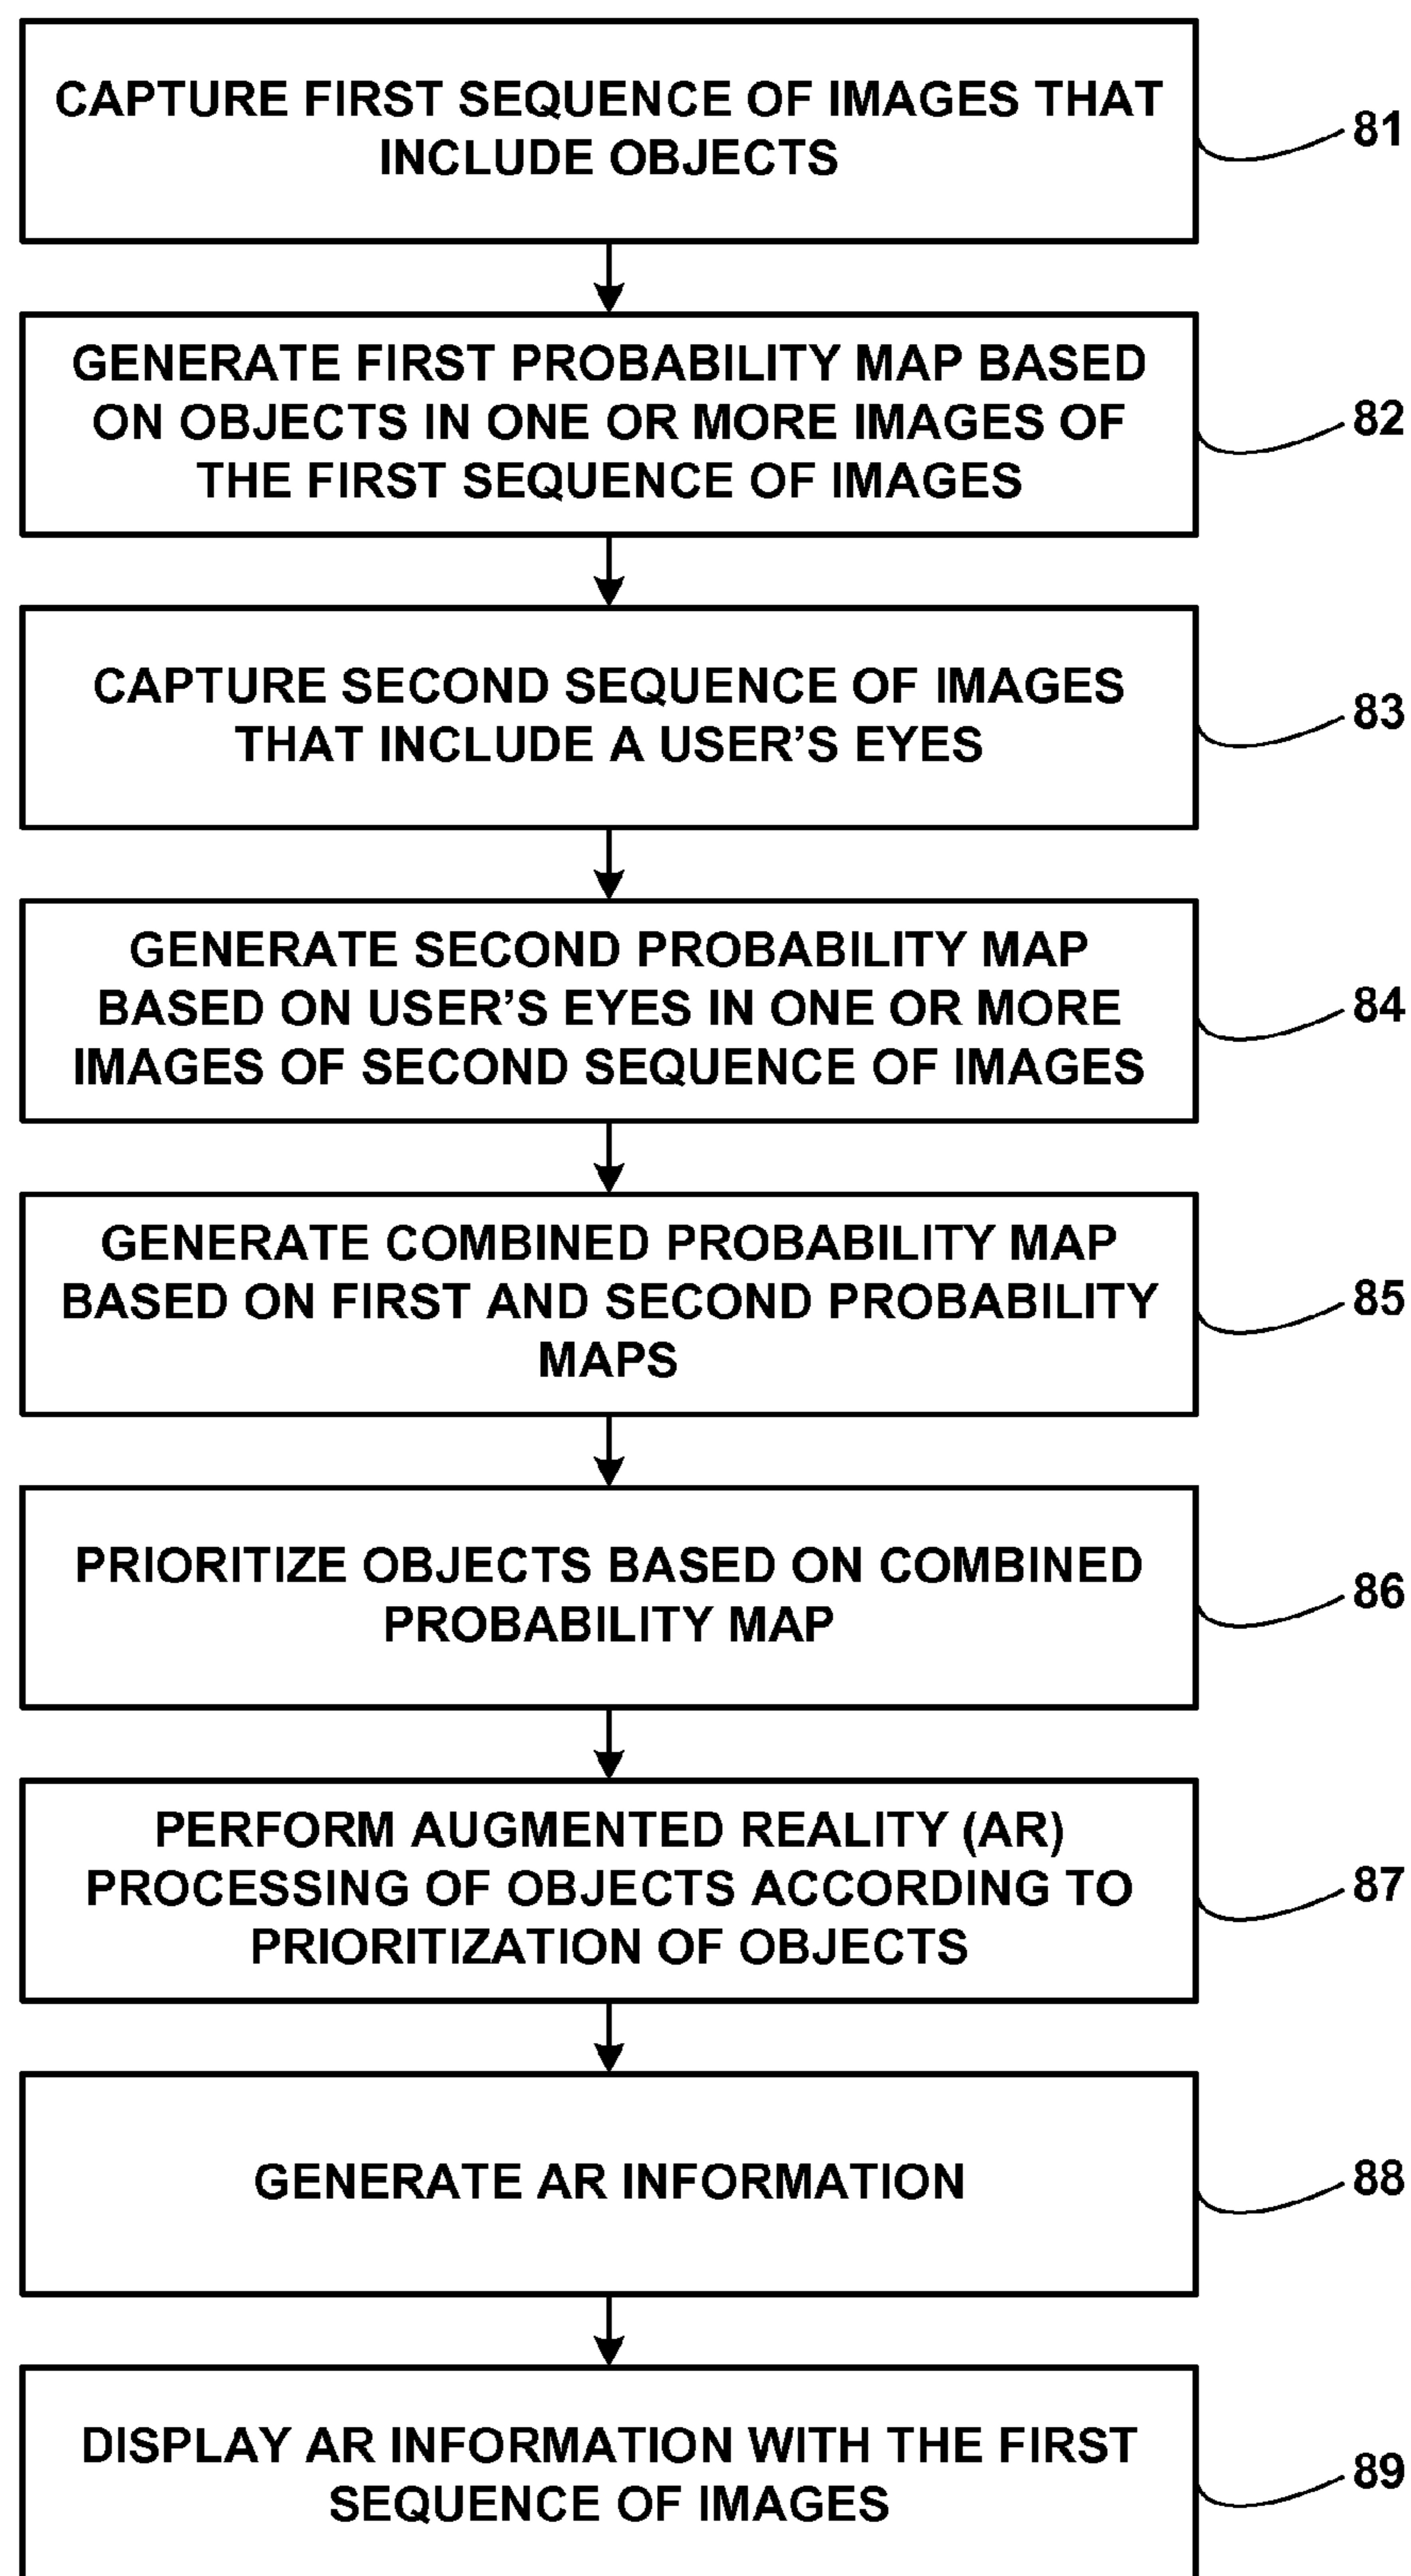 CAPTURE FIRST SEQUENCE OF IMAGES THAT
INCLUDE OBJECTS
81
GENERATE FIRST PROBABILITY MAP BASED
ON OBJECTS IN ONE OR MORE IMAGES OF
THE FIRST SEQUENCE OF IMAGES
82
CAPTURE SECOND SEQUENCE OF IMAGES
THAT INCLUDE A USER’S EYES
83
GENERATE SECOND PROBABILITY MAP
BASED ON USER’S EYES IN ONE OR MORE
IMAGES OF SECOND SEQUENCE OF IMAGES
84
GENERATE COMBINED PROBABILITY MAP
BASED ON FIRST AND SECOND PROBABILITY
MAPS
85
PRIORITIZE OBJECTS BASED ON COMBINED
PROBABILITY MAP
86
PERFORM AUGMENTED REALITY (AR)
PROCESSING OF OBJECTS ACCORDING TO
PRIORITIZATION OF OBJECTS
87
GENERATE AR INFORMATION
88
DISPLAY AR INFORMATION WITH THE FIRST
SEQUENCE OF IMAGES
89